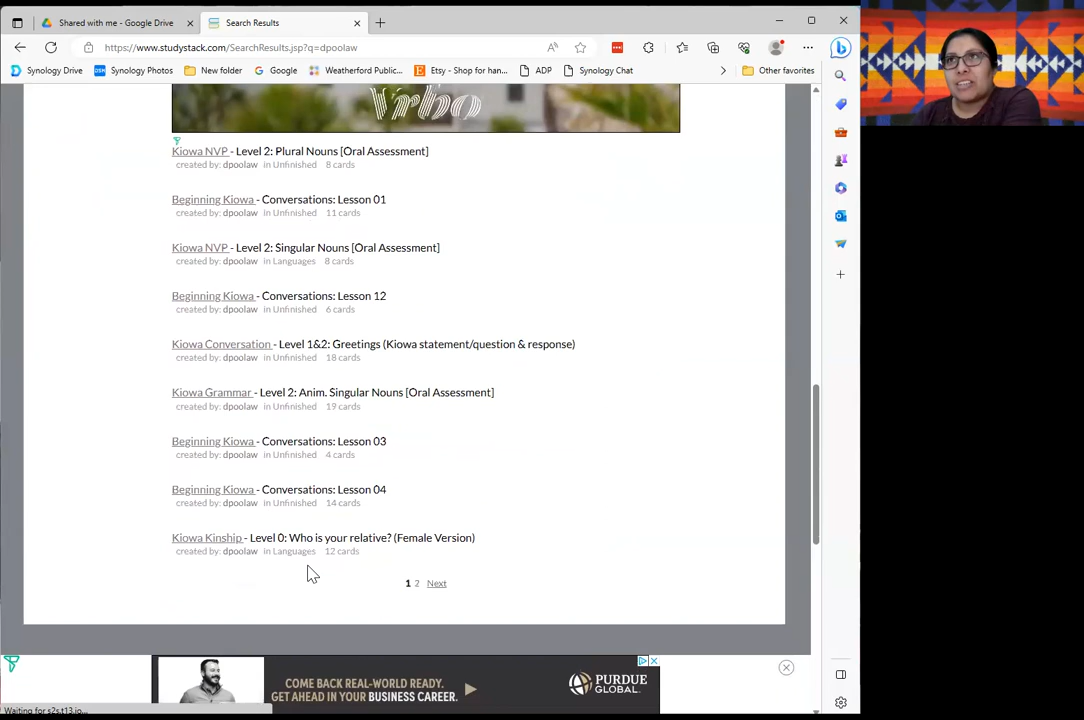 Shared with me - Google Drive
Search Results
https://www.studystack.com/SearchResults.jsp?q=dpoolaw
Synology Drive
DSM Synology Photos
New folder
G Google
Weatherford Public...
E Etsy - Shop for han...
ADP
Synology Chat
Other favorites
Vrbo
Kiowa NVP - Level 2: Plural Nouns [Oral Assessment]
created by: dpoolaw in Unfinished 8 cards
Beginning Kiowa - Conversations: Lesson 01
created by: dpoolaw in Unfinished 11 cards
Kiowa NVP - Level 2: Singular Nouns [Oral Assessment]
created by: dpoolaw in Languages 8 cards
Beginning Kiowa - Conversations: Lesson 12
created by: dpoolaw in Unfinished 6 cards
Kiowa Conversation - Level 1&2: Greetings (Kiowa statement/question & response)
created by: dpoolaw in Unfinished 18 cards
Kiowa Grammar - Level 2: Anim. Singular Nouns [Oral Assessment]
created by: dpoolaw in Unfinished 19 cards
Beginning Kiowa - Conversations: Lesson 03
created by: dpoolaw in Unfinished 4 cards
Beginning Kiowa - Conversations: Lesson 04
created by: dpoolaw in Unfinished 14 cards
Kiowa Kinship - Level 0: Who is your relative? (Female Version)
created by: dpoolaw in Languages 12 cards
1 2 Next
COME BACK REAL-WORLD READY.
GET AHEAD IN YOUR BUSINESS CAREER.
PURDUE
GLOBAL
Waiting for s2s.t13.io...